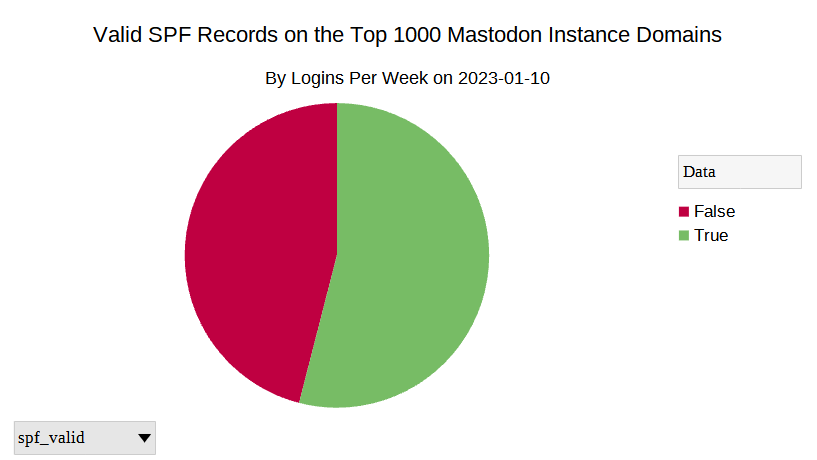 Valid SPF Records on the Top 1000 Mastodon Instance Domains
By Logins Per Week on 2023-01-10
Data
False
True
spf_valid